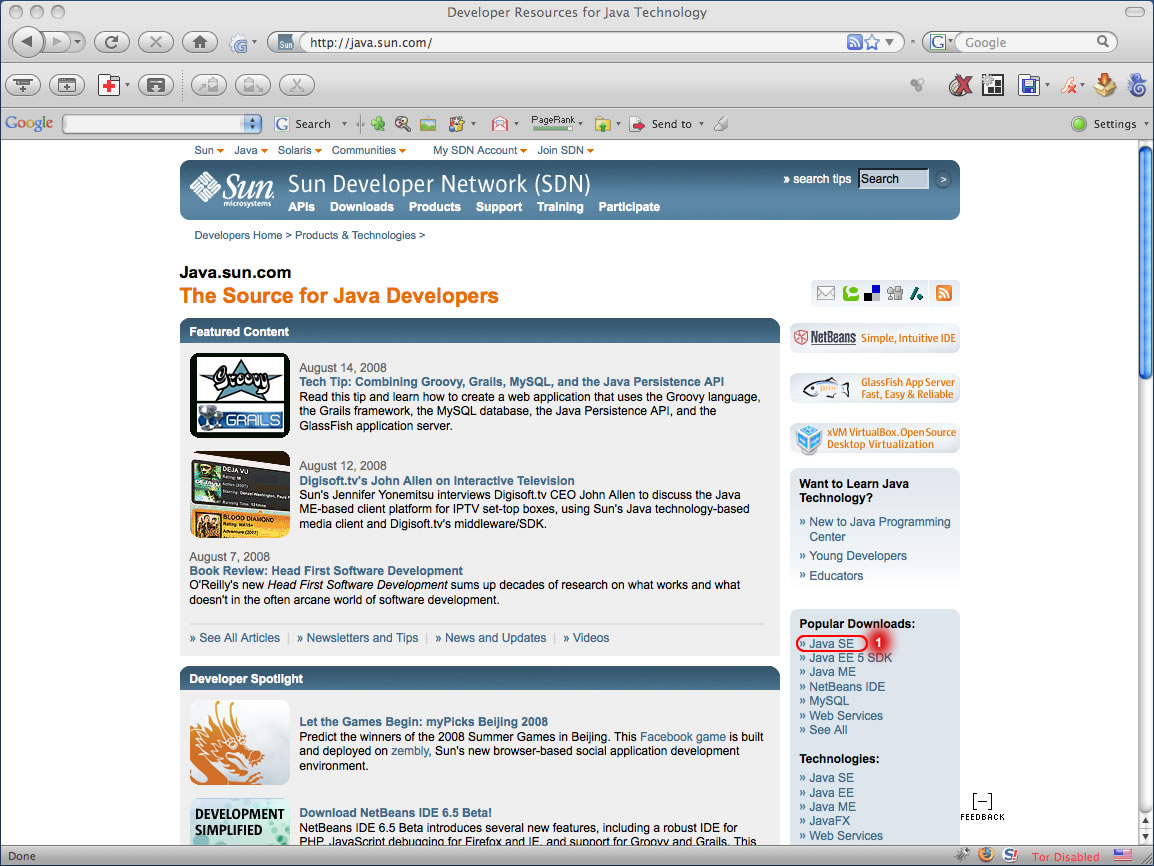 Developer Resources for Java Technology
http://java.sun.com/
Google
Google
Search
PageRank
Send to
Settings
Sun
Java
Solaris
Communities
My SDN Account
Join SDN
Sun
microsystems
Sun Developer Network (SDN)
» search tips
Search
>
APIs
Downloads
Products
Support
Training
Participate
Developers Home > Products & Technologies >
Java.sun.com
The Source for Java Developers
Featured Content
Groovy
GRAILS
August 14, 2008
Tech Tip: Combining Groovy, Grails, MySQL, and the Java Persistence API
Read this tip and learn how to create a web application that uses the Groovy language,
the Grails framework, the MySQL database, the Java Persistence API, and the
GlassFish application server.
DEJA VU
BLOOD DIAMOND
August 12, 2008
Digisoft.tv's John Allen on Interactive Television
Sun's Jennifer Yonemitsu interviews Digisoft.tv CEO John Allen to discuss the Java
ME-based client platform for IPTV set-top boxes, using Sun's Java technology-based
media client and Digisoft.tv's middleware/SDK.
August 7, 2008
Book Review: Head First Software Development
O'Reilly's new Head First Software Development sums up decades of research on what works and what
doesn't in the often arcane world of software development.
» See All Articles | » Newsletters and Tips | » News and Updates | » Videos
Developer Spotlight
Let the Games Begin: myPicks Beijing 2008
Predict the winners of the 2008 Summer Games in Beijing. This Facebook game is built
and deployed on zembly, Sun's new browser-based social application development
environment.
DEVELOPMENT
SIMPLIFIED
Download NetBeans IDE 6.5 Beta!
NetBeans IDE 6.5 Beta introduces several new features, including a robust IDE for
PHP, JavaScript debugging for Firefox and IE, and support for Groovy and Grails. This
NetBeans Simple, Intuitive IDE
GlassFish App Server
Fast, Easy & Reliable
xVM VirtualBox. Open Source
Desktop Virtualization
Want to Learn Java
Technology?
» New to Java Programming
Center
» Young Developers
» Educators
Popular Downloads:
» Java SE
1
» Java EE 5 SDK
» Java ME
» NetBeans IDE
» MySQL
» Web Services
» See All
Technologies:
» Java SE
» Java EE
» Java ME
» JavaFX
» Web Services
[–]
FEEDBACK
Done
Tor Disabled